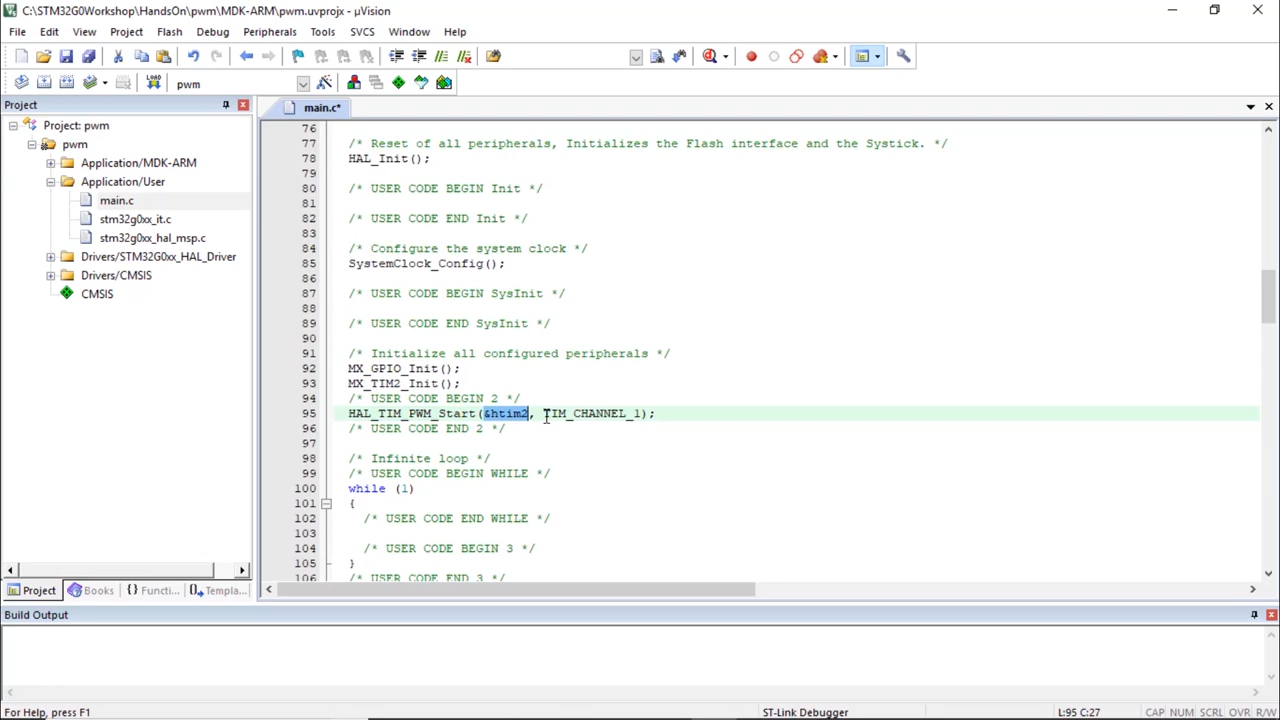 C:\STM32G0Workshop\HandsOn\pwm\MDK-ARM\pwm.uvprojx - µVision
File Edit View Project Flash Debug Peripherals Tools SVCS Window Help
LOAD pwm
Project
main.c*
Project: pwm
pwm
Application/MDK-ARM
Application/User
main.c
stm32g0xx_it.c
stm32g0xx_hal_msp.c
Drivers/STM32G0xx_HAL_Driver
Drivers/CMSIS
CMSIS
76
77 /* Reset of all peripherals, Initializes the Flash interface and the Systick. */
78 HAL_Init();
79
80 /* USER CODE BEGIN Init */
81
82 /* USER CODE END Init */
83
84 /* Configure the system clock */
85 SystemClock_Config();
86
87 /* USER CODE BEGIN SysInit */
88
89 /* USER CODE END SysInit */
90
91 /* Initialize all configured peripherals */
92 MX_GPIO_Init();
93 MX_TIM2_Init();
94 /* USER CODE BEGIN 2 */
95 HAL_TIM_PWM_Start(&htim2, TIM_CHANNEL_1);
96 /* USER CODE END 2 */
97
98 /* Infinite loop */
99 /* USER CODE BEGIN WHILE */
100 while (1)
101 {
102 /* USER CODE END WHILE */
103
104 /* USER CODE BEGIN 3 */
105 }
106 /* USER CODE END 3 */
Project Books {} Functi... Templa...
Build Output
For Help, press F1 ST-Link Debugger L:95 C:27 CAP NUM SCRL OVR R/W